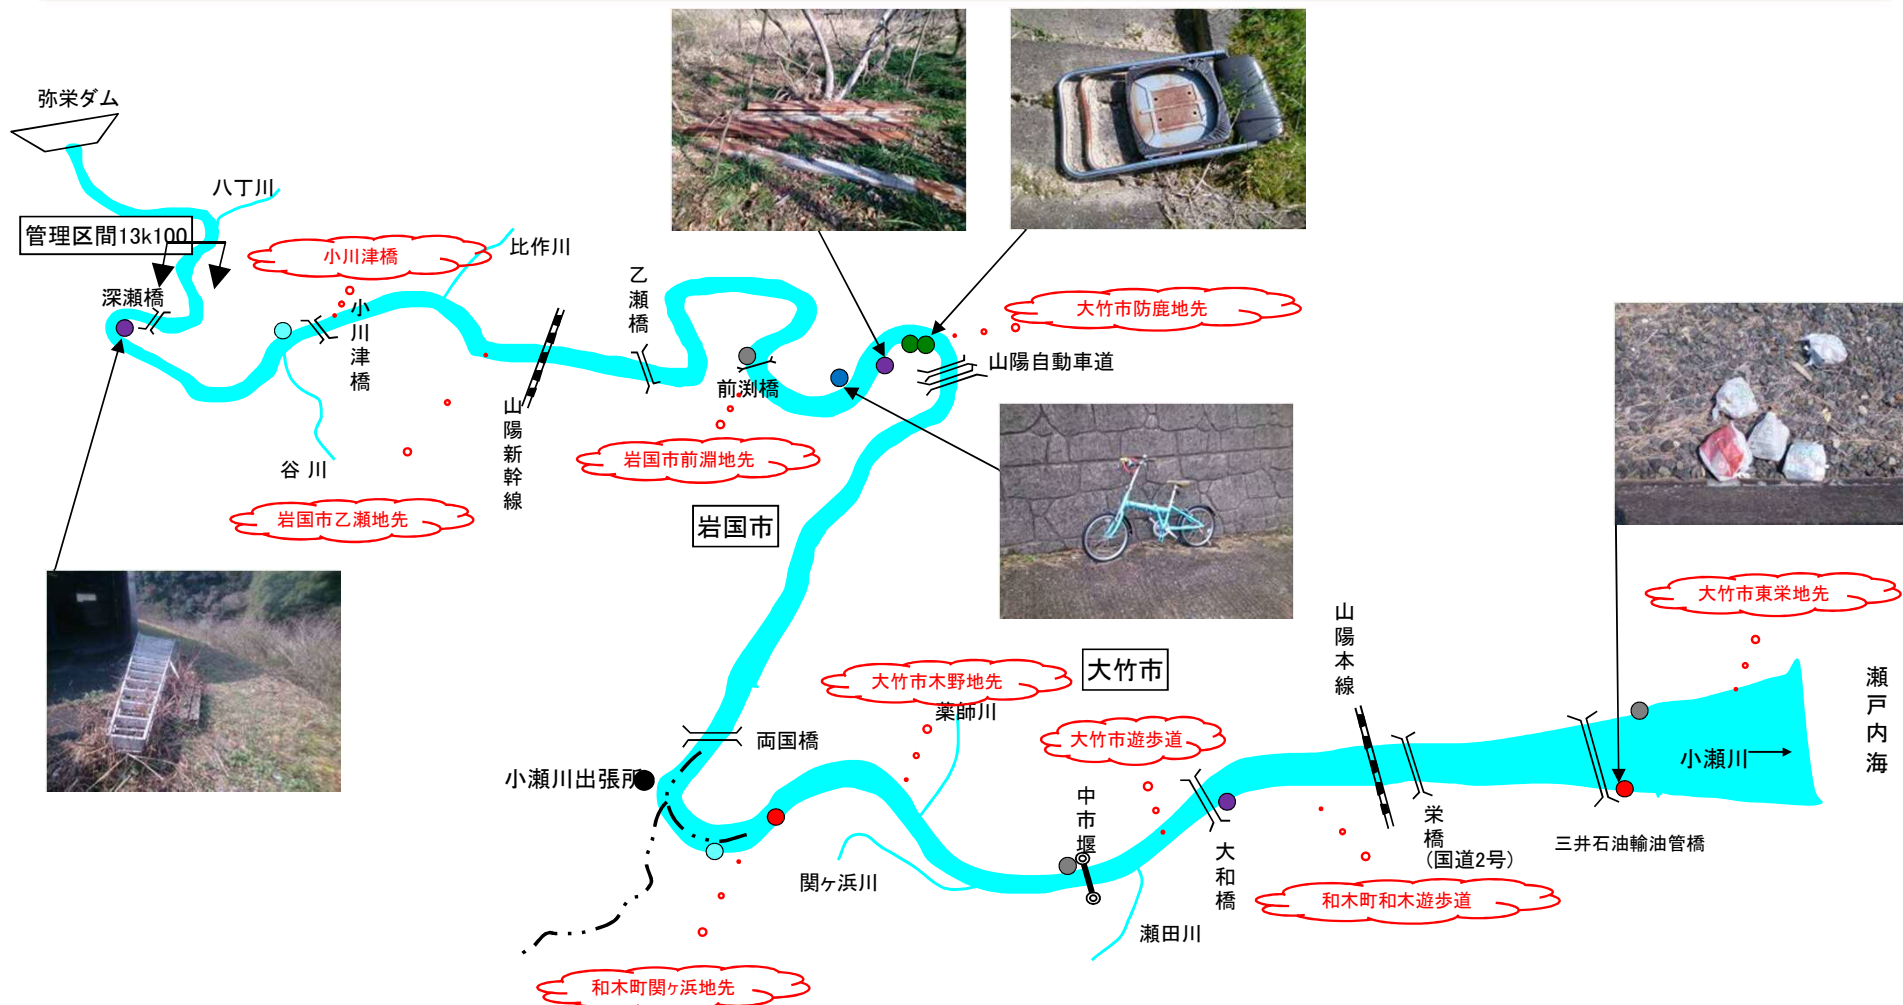 弥栄ダム
八丁川
管理区間13k100
深瀬橋
小川津橋
小川津橋
比作川
谷川
岩国市乙瀬地先
山陽新幹線
乙瀬橋
前渕橋
岩国市前淵地先
岩国市
大竹市防鹿地先
山陽自動車道
両国橋
小瀬川出張所
和木町関ヶ浜地先
大竹市木野地先
薬師川
関ヶ浜川
大竹市
大竹市遊歩道
中市堰
瀬田川
大和橋
山陽本線
栄橋
(国道2号)
和木町和木遊歩道
三井石油輸油管橋
大竹市東栄地先
小瀬川
瀬戸内海